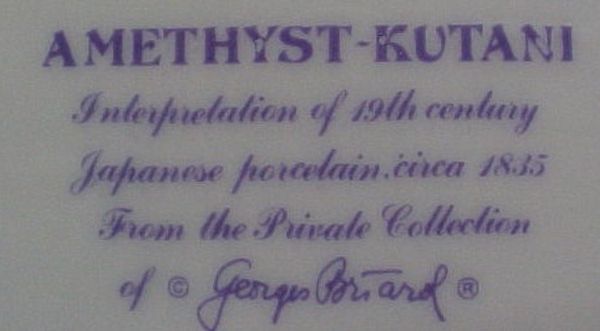 AMETHYST-KUTANI
Interpretation of 19th century
Japanese porcelain. circa 1835
From the Private Collection
of © Georges Briard ®